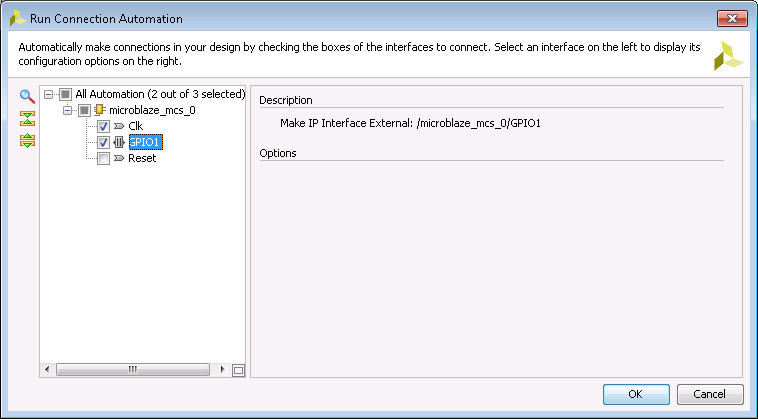 Run Connection Automation
Automatically make connections in your design by checking the boxes of the interfaces to connect. Select an interface on the left to display its
configuration options on the right.
All Automation (2 out of 3 selected)
microblaze_mcs_0
Clk
GPIO1
Reset
Description
Make IP Interface External: /microblaze_mcs_0/GPIO1
Options
OK
Cancel